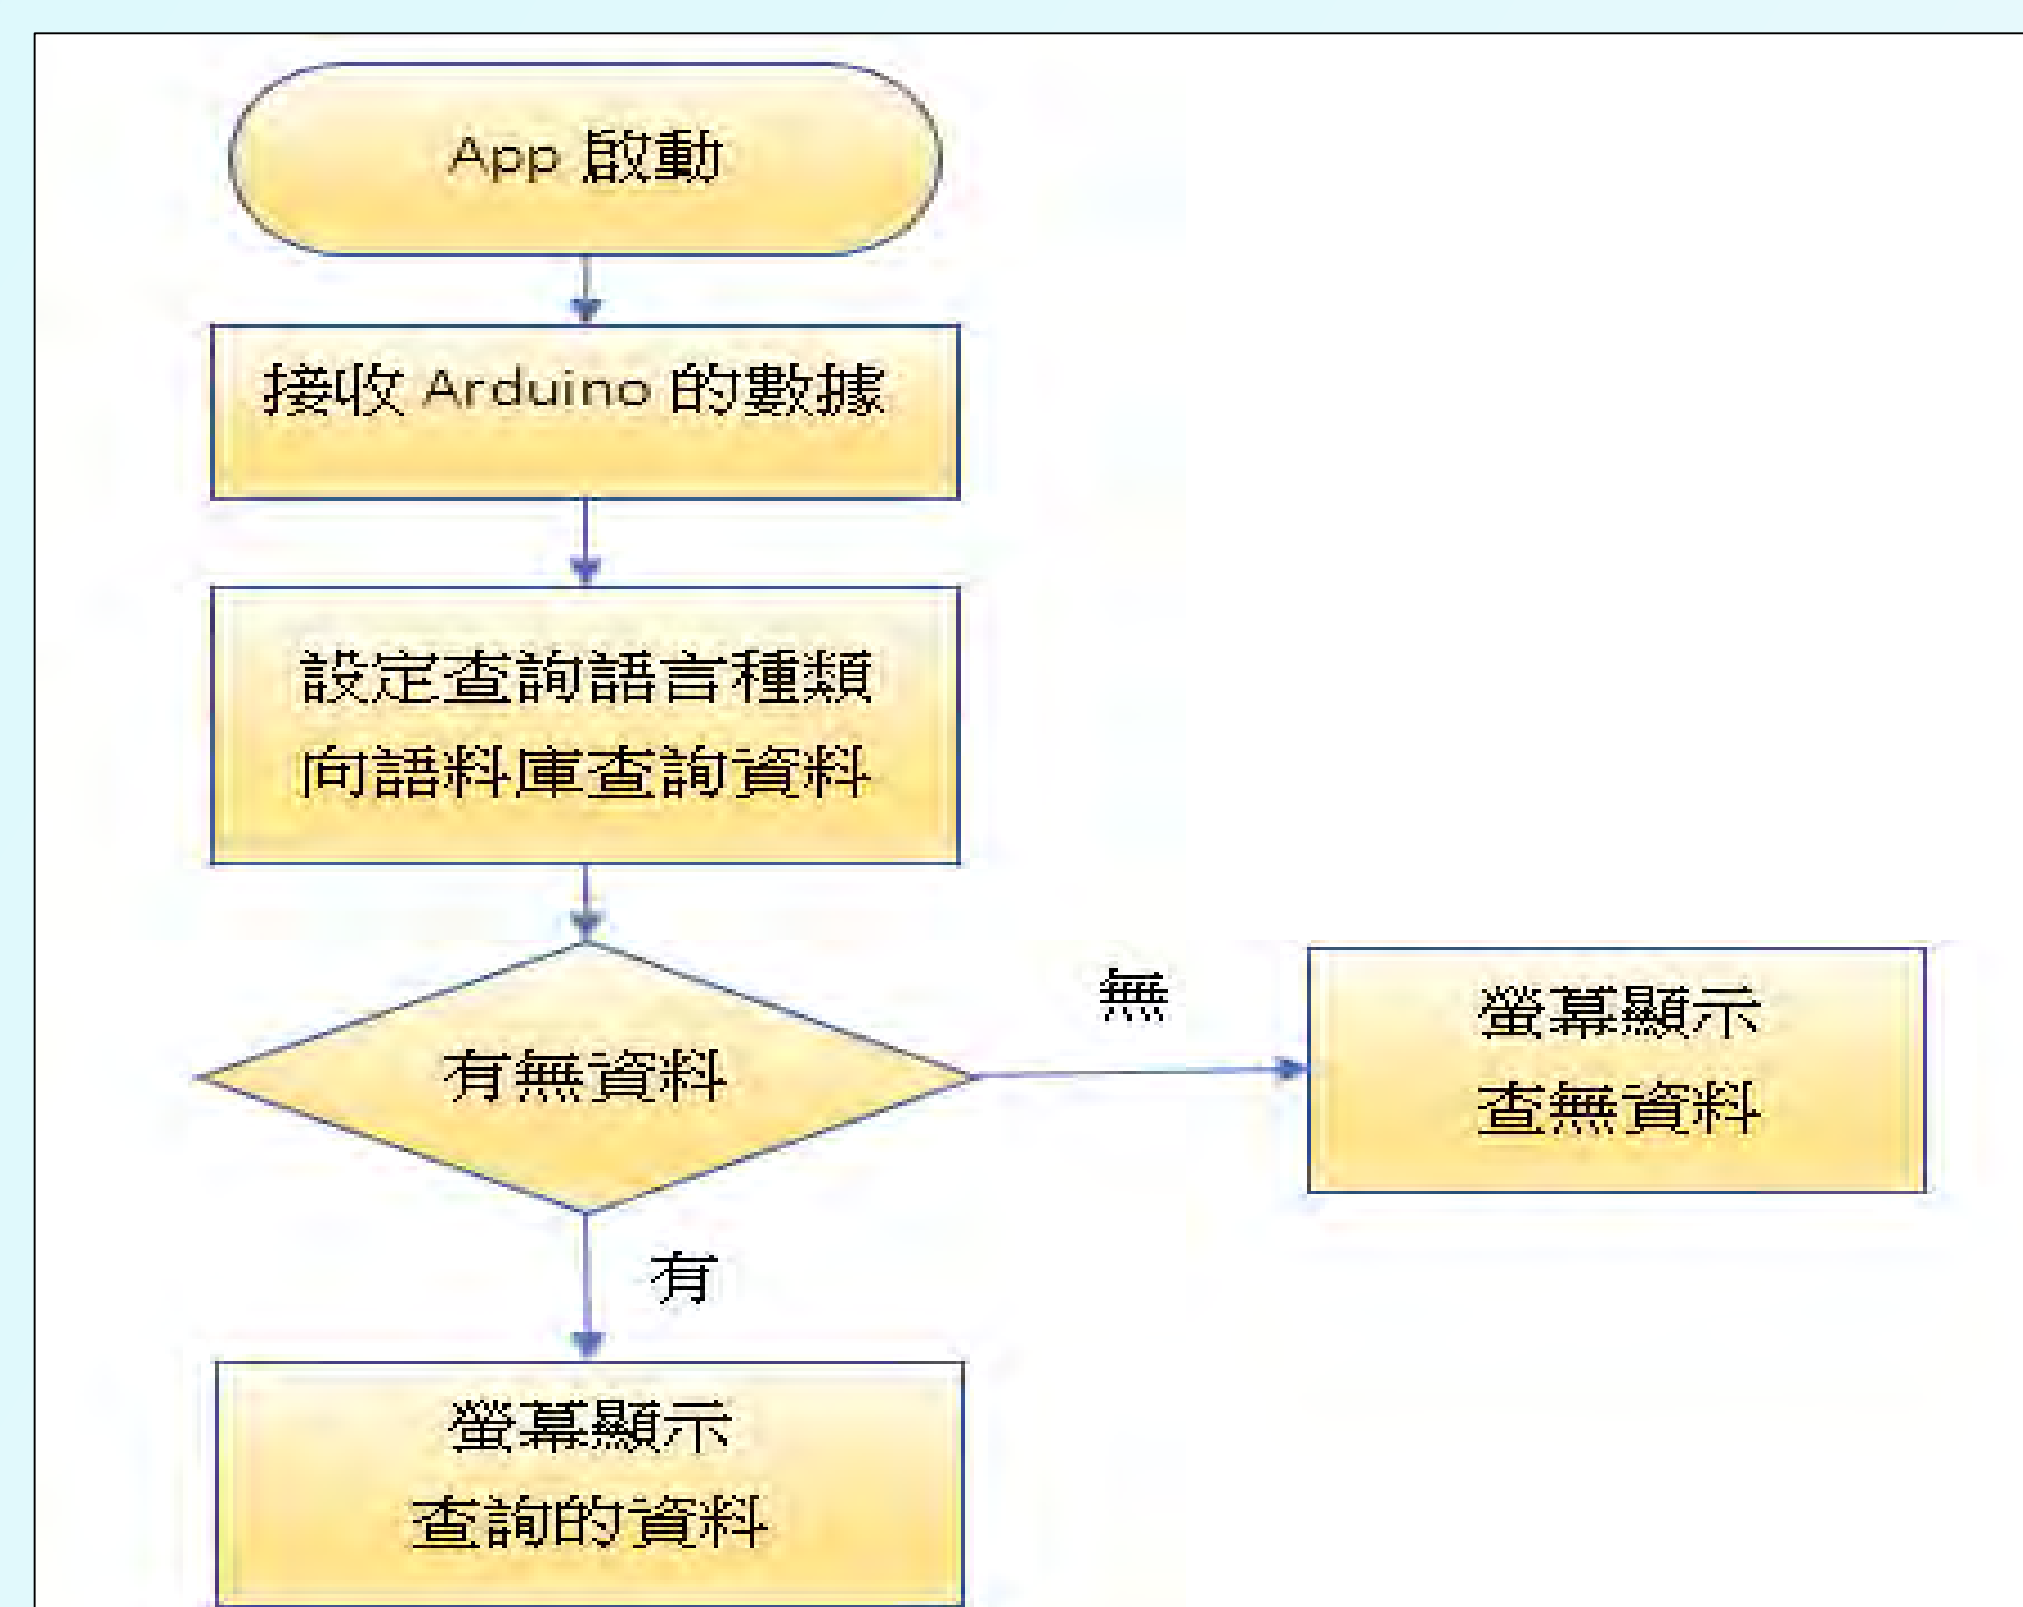 App 啟動
接收 Arduino 的數據
設定查詢語言種類
向語料庫查詢資料
有無資料
無
螢幕顯示
查無資料
有
螢幕顯示
查詢的資料